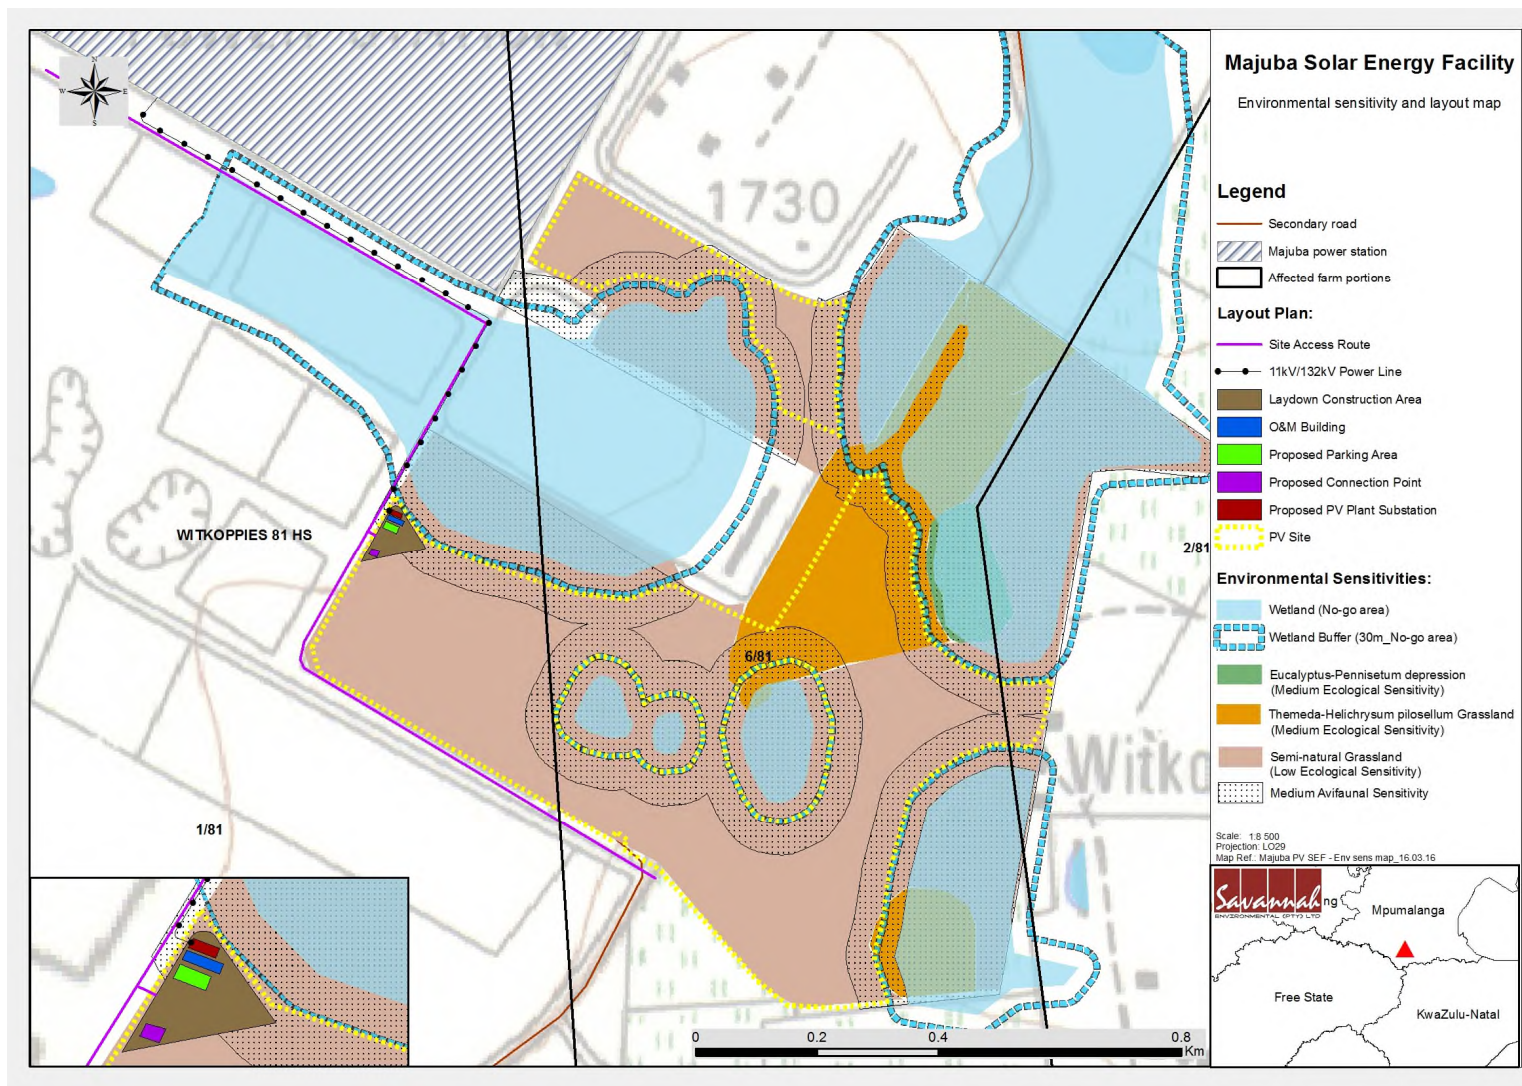 Majuba Solar Energy Facility
Environmental sensitivity and layout map
Legend
Secondary road
Majuba power station
Affected farm portions
Layout Plan:
Site Access Route
11kV/132kV Power Line
Laydown Construction Area
O&M Building
Proposed Parking Area
Proposed Connection Point
Proposed PV Plant Substation
PV Site
Environmental Sensitivities:
Wetland (No-go area)
Wetland Buffer (30m_No-go area)
Eucalyptus-Pennisetum depression
(Medium Ecological Sensitivity)
Themeda-Helichrysum pilosellum Grassland
(Medium Ecological Sensitivity)
Semi-natural Grassland
(Low Ecological Sensitivity)
Medium Avifaunal Sensitivity
Scale: 1:8 500
Projection: LO29
Map Ref.: Majuba PV SEF - Env sens map_16.03.16
Savannah
ENVIRONMENTAL (PTY) LTD
ng
Mpumalanga
Free State
KwaZulu-Natal
N
W E
S
1730
WITKOPPIES 81 HS
2/81
6/81
Witko
1/81
0 0.2 0.4 0.8
Km